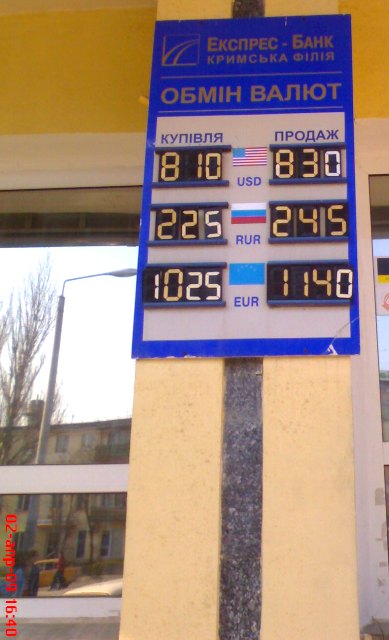 ЕКСПРЕС - БАНК
КРИМСЬКА ФІЛІЯ
ОБМІН ВАЛЮТ
КУПІВЛЯ ПРОДАЖ
810 USD 830
225 RUR 245
1025 EUR 1140
02-апр-09 16:40